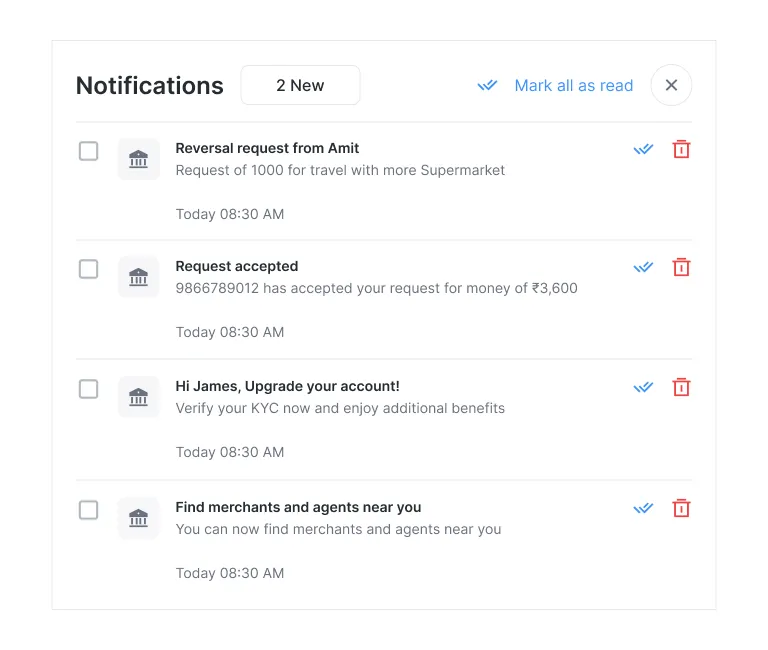 Notifications
2 New
Mark all as read
Reversal request from Amit
Request of 1000 for travel with more Supermarket
Today 08:30 AM
Request accepted
9866789012 has accepted your request for money of ₹3,600
Today 08:30 AM
Hi James, Upgrade your account!
Verify your KYC now and enjoy additional benefits
Today 08:30 AM
Find merchants and agents near you
You can now find merchants and agents near you
Today 08:30 AM